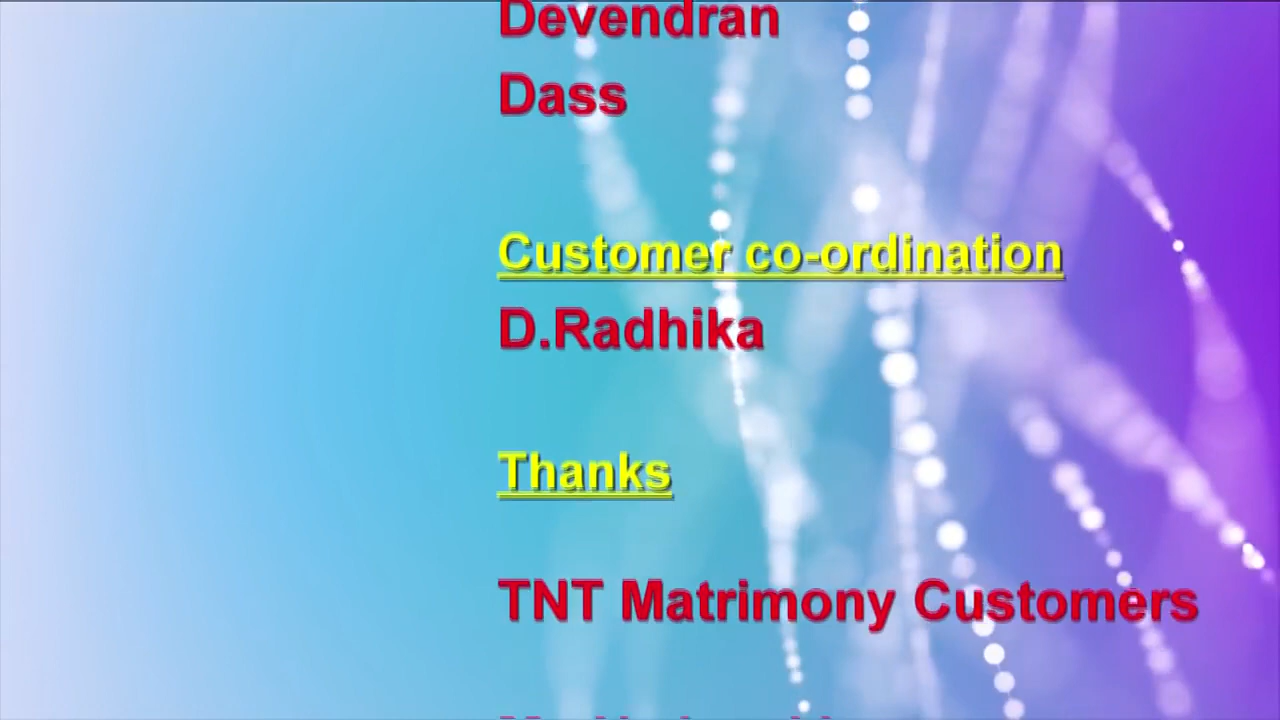 Devendran
Dass
Customer co-ordination
D.Radhika
Thanks
TNT Matrimony Customers